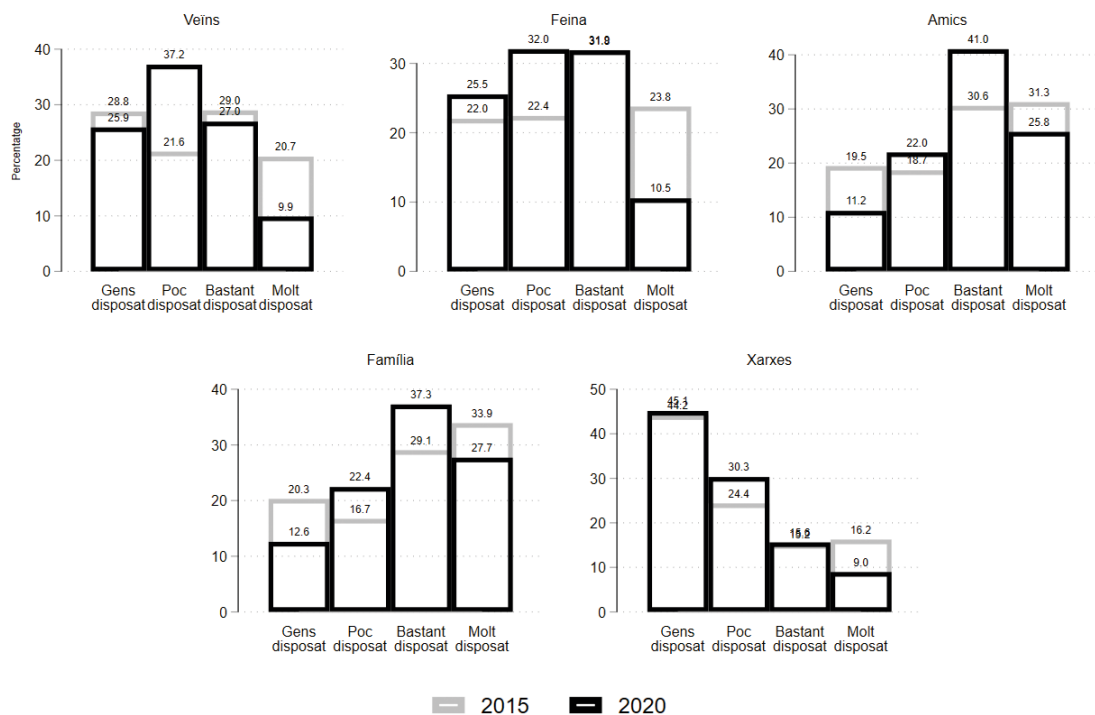 Veïns
Feina
Amics
Percentatge
40
30
20
10
0
28.8
25.9
37.2
21.6
29.0
27.0
20.7
9.9
Gens disposat
Poc disposat
Bastant disposat
Molt disposat
30
20
10
0
25.5
22.0
32.0
22.4
23.8
10.5
Gens disposat
Poc disposat
Bastant disposat
Molt disposat
40
30
20
10
0
19.5
11.2
22.0
18.7
41.0
30.6
31.3
25.8
Gens disposat
Poc disposat
Bastant disposat
Molt disposat
Família
Xarxes
40
30
20
10
0
20.3
12.6
22.4
16.7
37.3
29.1
33.9
27.7
Gens disposat
Poc disposat
Bastant disposat
Molt disposat
50
40
30
20
10
0
45.1
44.2
30.3
24.4
16.2
9.0
Gens disposat
Poc disposat
Bastant disposat
Molt disposat
2015
2020